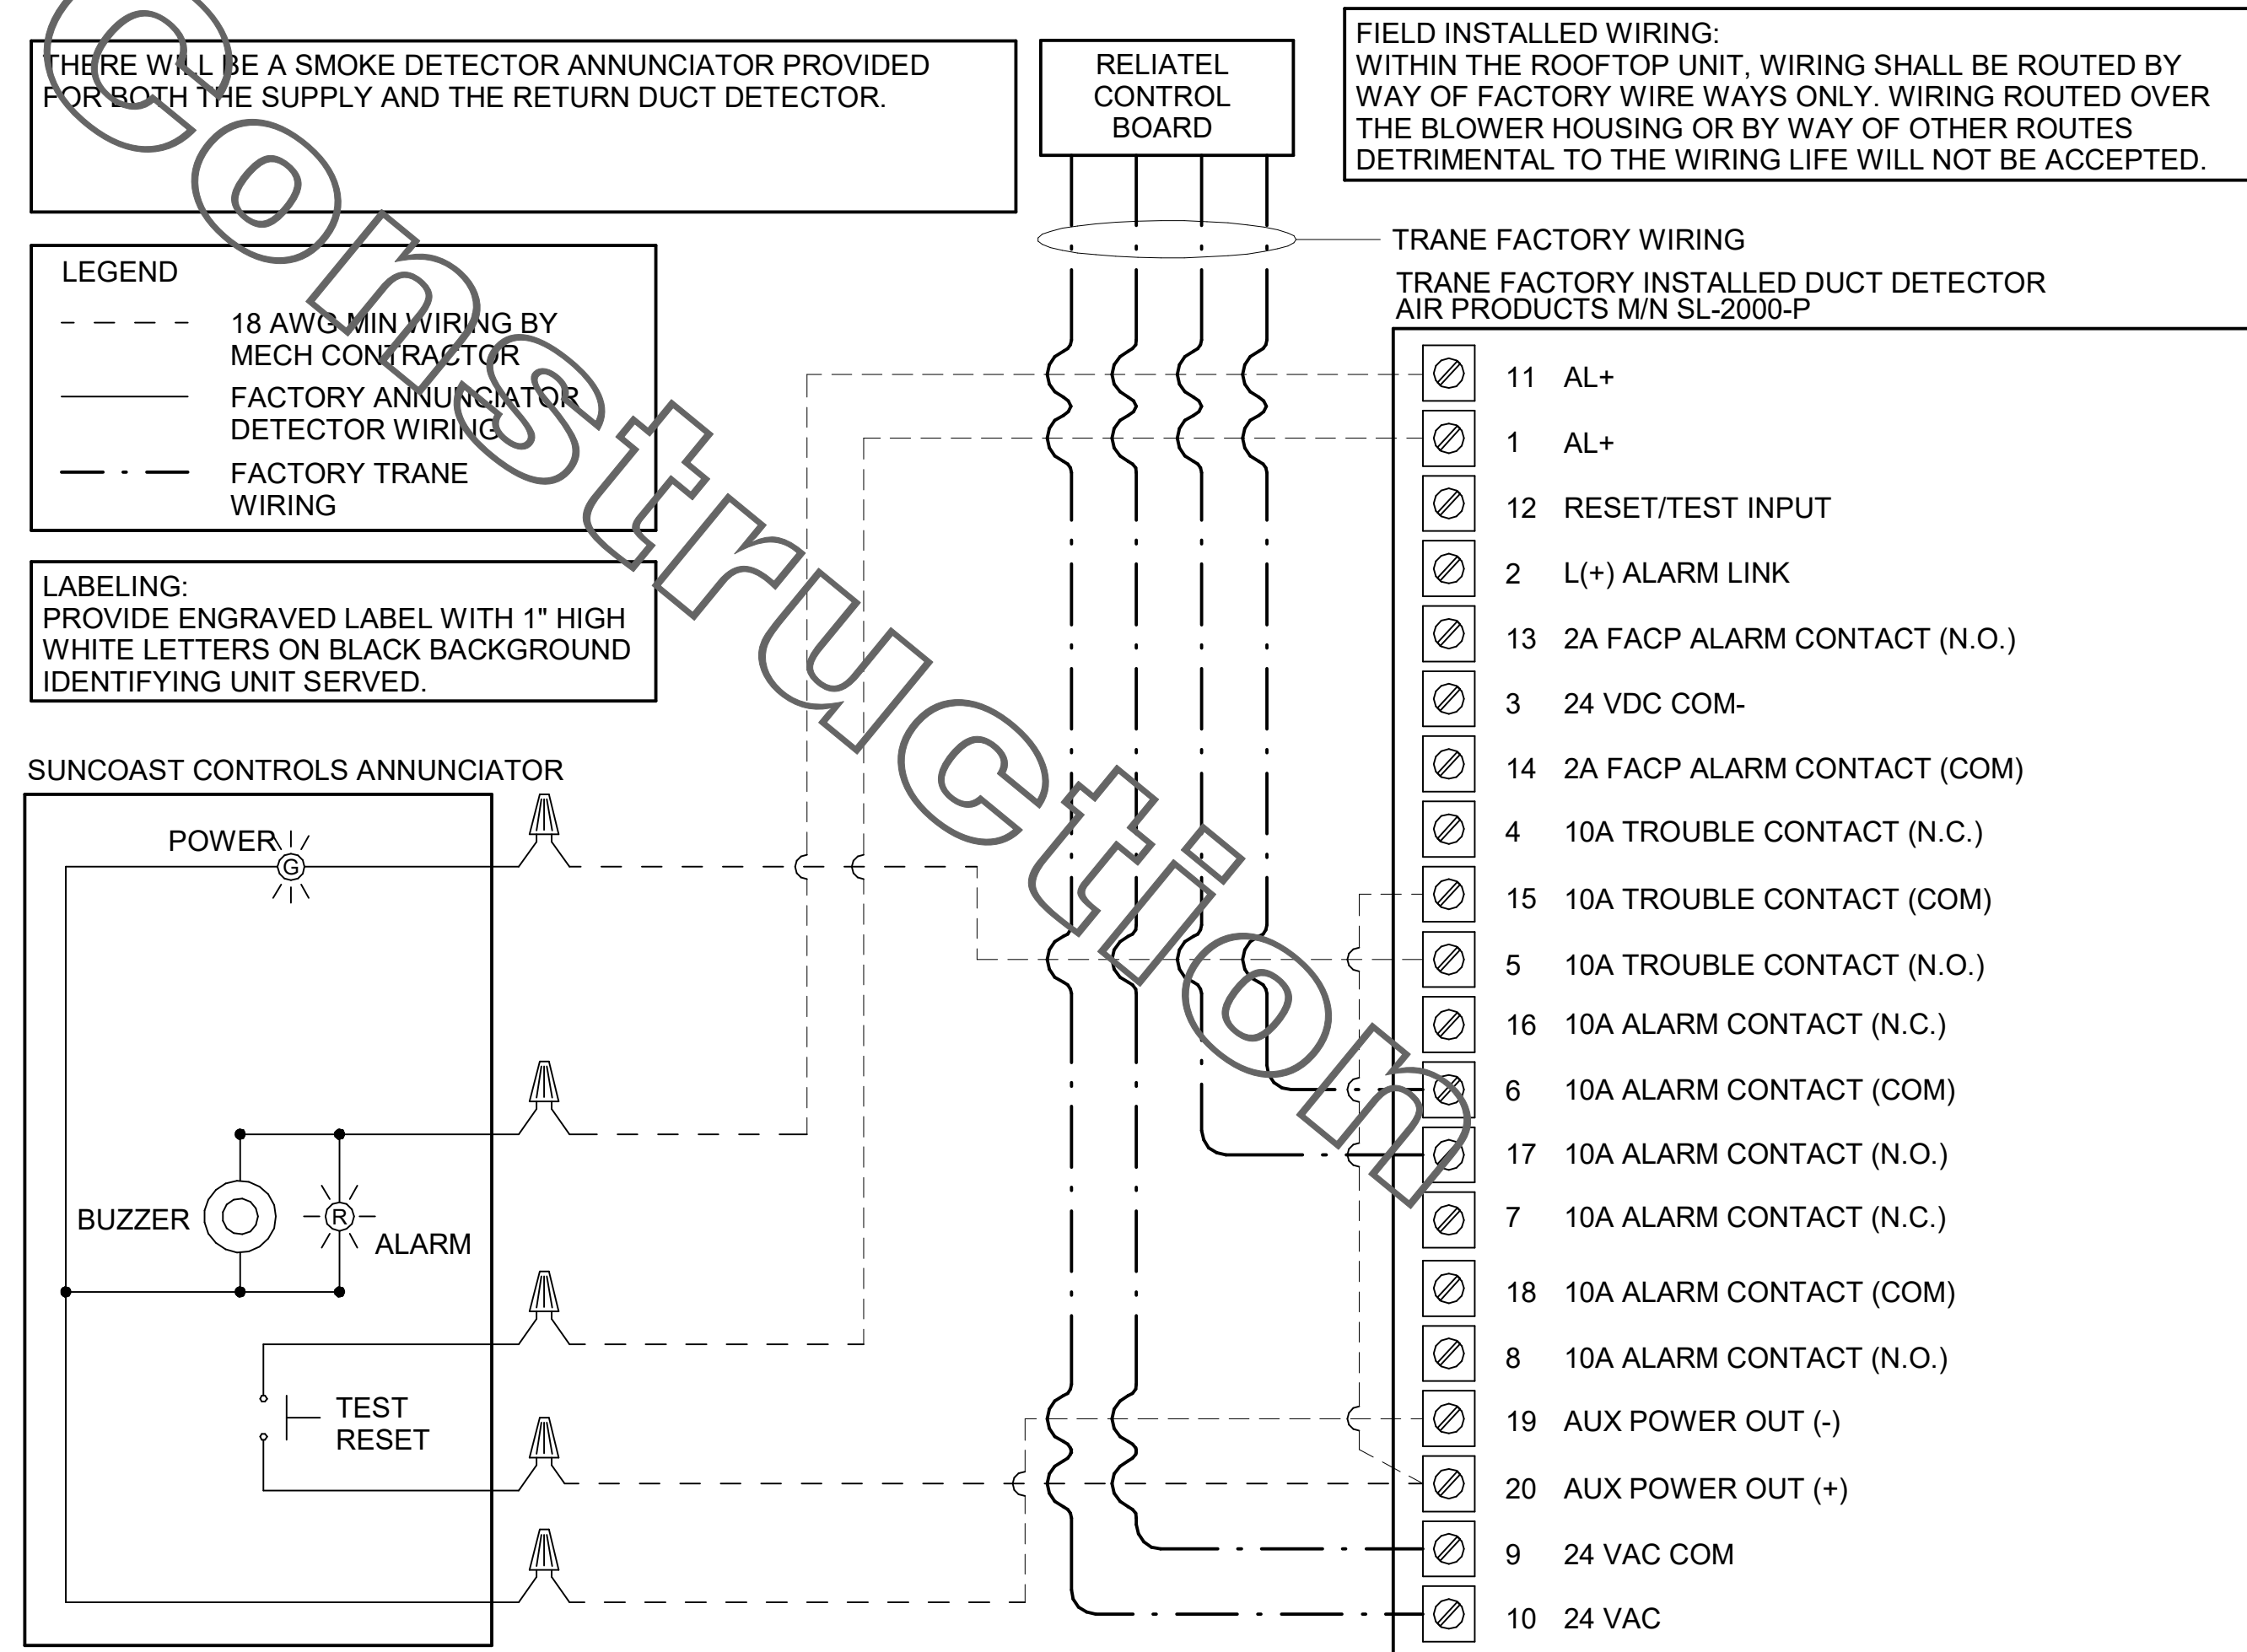 THERE WILL BE A SMOKE DETECTOR ANNUNCIATOR PROVIDED
FOR BOTH THE SUPPLY AND THE RETURN DUCT DETECTOR.
RELIATEL
CONTROL
BOARD
FIELD INSTALLED WIRING:
WITHIN THE ROOFTOP UNIT, WIRING SHALL BE ROUTED BY
WAY OF FACTORY WIRE WAYS ONLY. WIRING ROUTED OVER
THE BLOWER HOUSING OR BY WAY OF OTHER ROUTES
DETRIMENTAL TO THE WIRING LIFE WILL NOT BE ACCEPTED.
TRANE FACTORY WIRING
TRANE FACTORY INSTALLED DUCT DETECTOR
AIR PRODUCTS M/N SL-2000-P
LEGEND
18 AWG MIN WIRING BY
MECH CONTRACTOR
FACTORY ANNUNCIATOR
DETECTOR WIRING
FACTORY TRANE
WIRING
LABELING:
PROVIDE ENGRAVED LABEL WITH 1" HIGH
WHITE LETTERS ON BLACK BACKGROUND
IDENTIFYING UNIT SERVED.
SUNCOAST CONTROLS ANNUNCIATOR
POWER
G
BUZZER
R
ALARM
TEST
RESET
11 AL+
1 AL+
12 RESET/TEST INPUT
2 L(+) ALARM LINK
13 2A FACP ALARM CONTACT (N.O.)
3 24 VDC COM-
14 2A FACP ALARM CONTACT (COM)
4 10A TROUBLE CONTACT (N.C.)
15 10A TROUBLE CONTACT (COM)
5 10A TROUBLE CONTACT (N.O.)
16 10A ALARM CONTACT (N.C.)
6 10A ALARM CONTACT (COM)
17 10A ALARM CONTACT (N.O.)
7 10A ALARM CONTACT (N.C.)
18 10A ALARM CONTACT (COM)
8 10A ALARM CONTACT (N.O.)
19 AUX POWER OUT (-)
20 AUX POWER OUT (+)
9 24 VAC COM
10 24 VAC
Construction